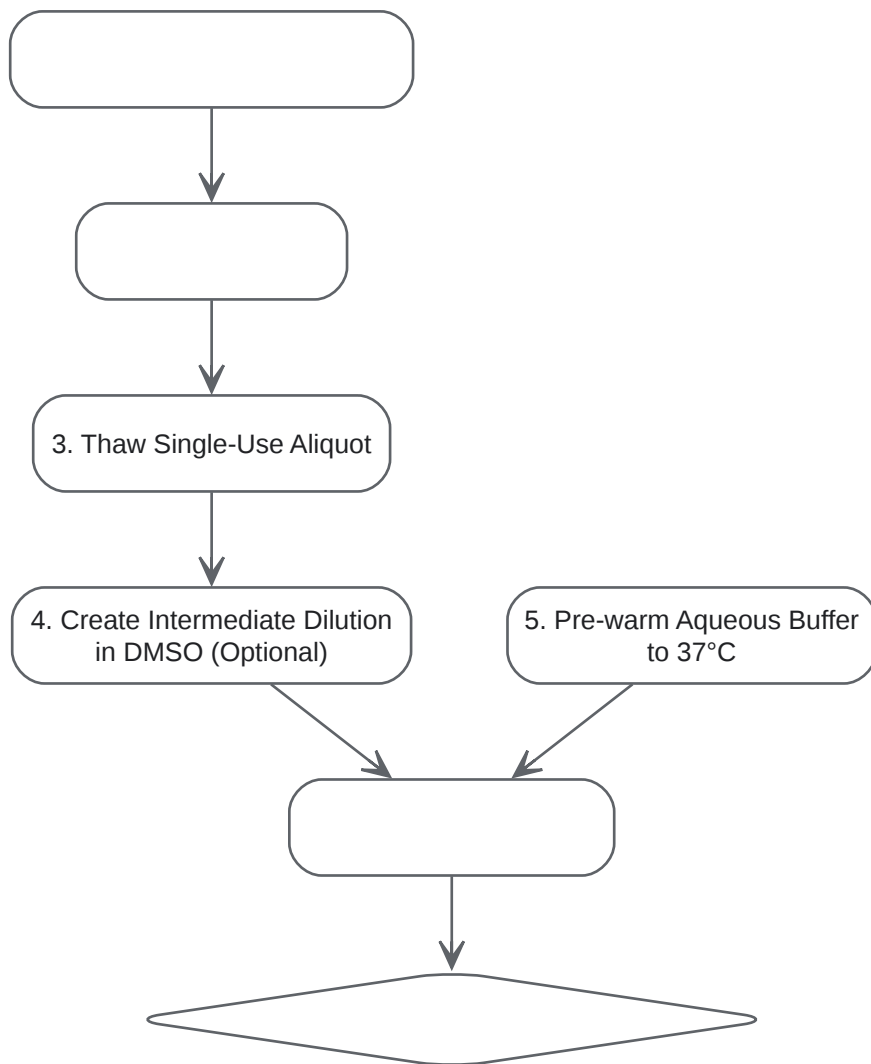 3. Thaw Single-Use Aliquot
4. Create Intermediate Dilution
in DMSO (Optional)
5. Pre-warm Aqueous Buffer
to 37°C